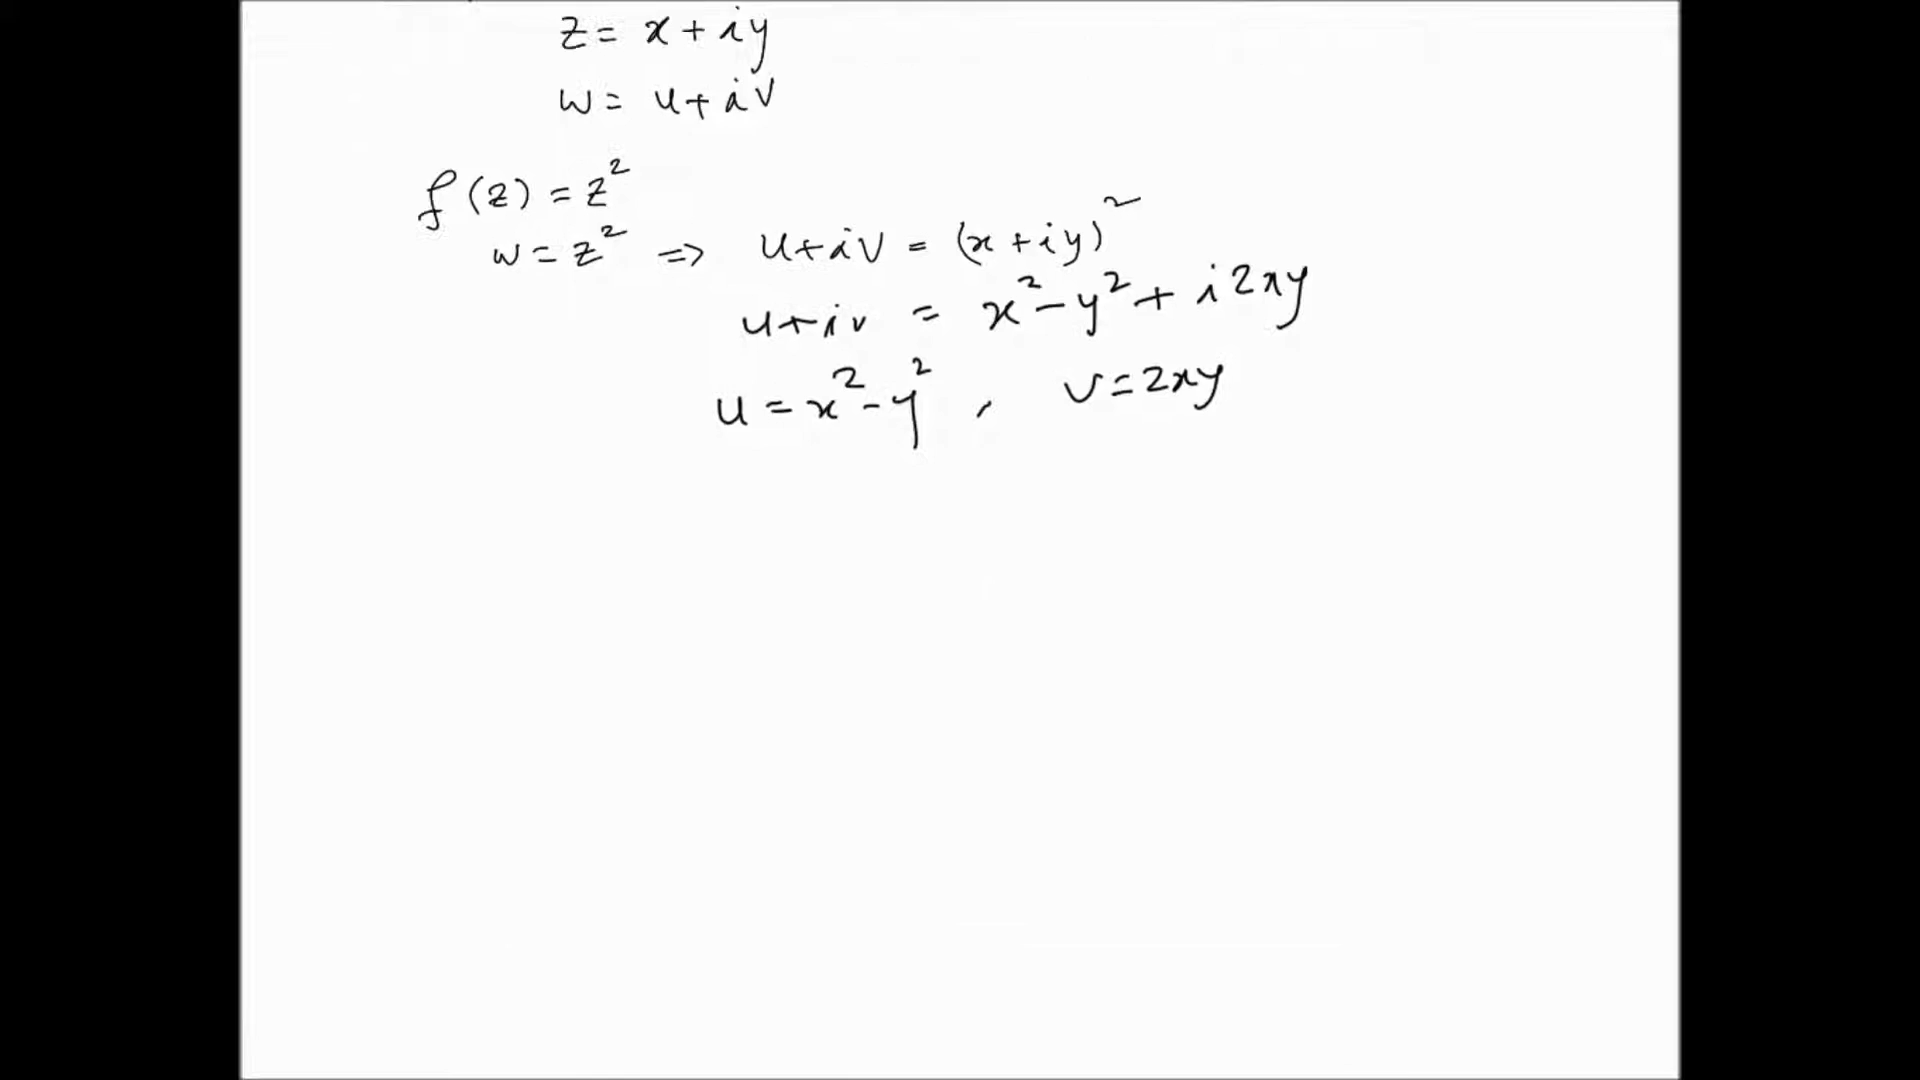 z = x + iy
w = u + iv
f(z) = z²
w = z² => u + iv = (x + iy)²
u + iv = x² - y² + i2xy
u = x² - y² , v = 2xy